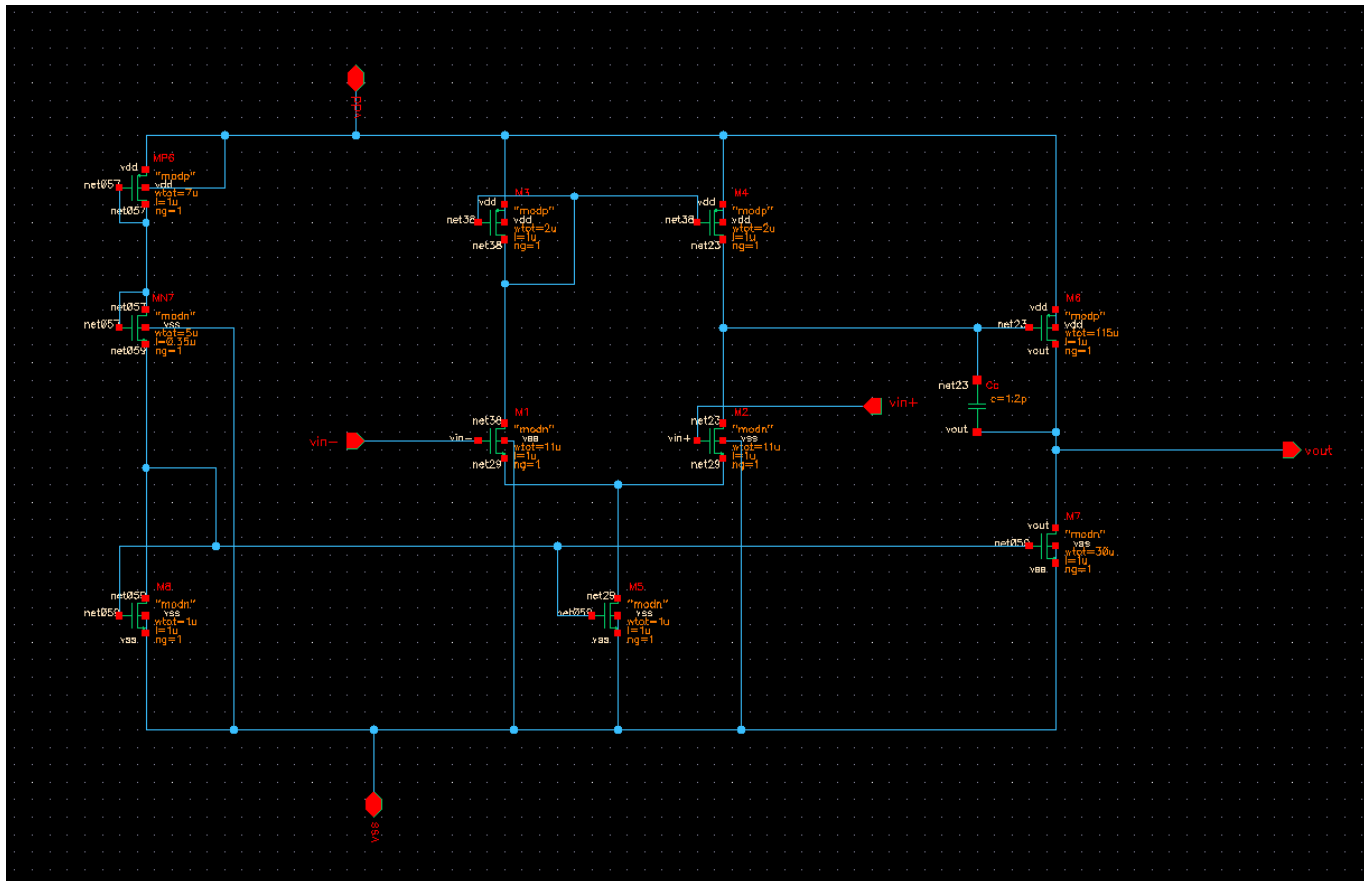 vdd
MP6
vdd
"modp"
net057
vdd
wtot=7u
l=1u
net057
ng=1
M3
vdd
"modp"
net38
vdd
wtot=2u
l=1u
net38
ng=1
M4
vdd
"modp"
net38
vdd
wtot=2u
l=1u
net23
ng=1
MN7
net057
"modn"
net057
vss
wtot=5u
l=0.35u
net059
ng=1
M6
vdd
"modp"
net23
vdd
wtot=115u
l=1u
vout
ng=1
net23
Cc
c=1.2p
vout
vin+
vin-
M1
net38
"modn"
vin-
vss
wtot=11u
l=1u
net29
ng=1
M2
net23
"modn"
vin+
vss
wtot=11u
l=1u
net29
ng=1
vout
M7
vout
"modn"
net059
vss
wtot=30u
l=1u
vss
ng=1
M8
net059
"modn"
net059
vss
wtot=1u
l=1u
vss
ng=1
M5
net29
"modn"
net059
vss
wtot=1u
l=1u
vss
ng=1
vss